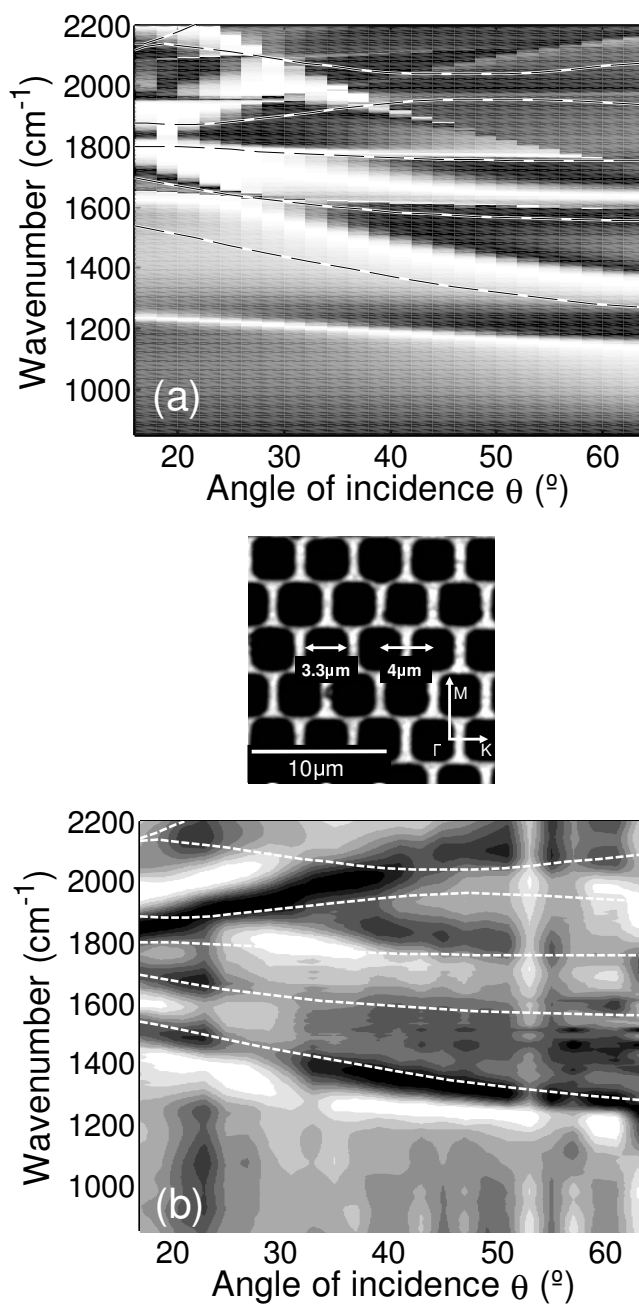 2200
2000
1800
1600
1400
1200
1000
Wavenumber (cm-1)
(a)
20 30 40 50 60
Angle of incidence θ (º)
3.3µm 4µm
M
Γ K
10µm
2200
2000
1800
1600
1400
1200
1000
Wavenumber (cm-1)
(b)
20 30 40 50 60
Angle of incidence θ (º)